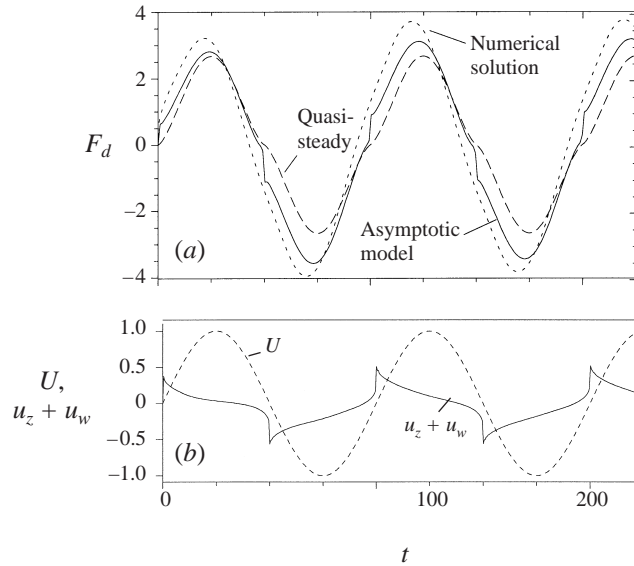 4
2
0
−2
−4
F_d
Numerical
solution
Quasi-
steady
Asymptotic
model
(a)
1.0
0.5
0
−0.5
−1.0
U,
u_z + u_w
U
u_z + u_w
(b)
0 100 200
t